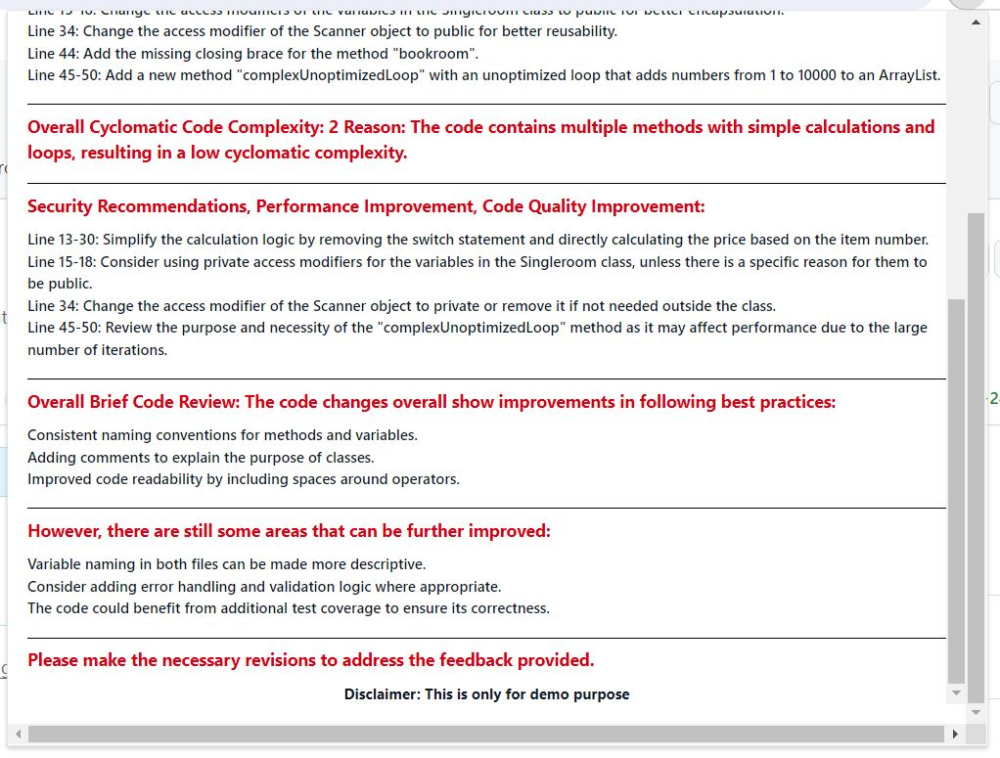 Line 15-18: Change the access modifiers of the variables in the Singleroom class to public for better encapsulation.
Line 34: Change the access modifier of the Scanner object to public for better reusability.
Line 44: Add the missing closing brace for the method "bookroom".
Line 45-50: Add a new method "complexUnoptimizedLoop" with an unoptimized loop that adds numbers from 1 to 10000 to an ArrayList.
Overall Cyclomatic Code Complexity: 2 Reason: The code contains multiple methods with simple calculations and
loops, resulting in a low cyclomatic complexity.
Security Recommendations, Performance Improvement, Code Quality Improvement:
Line 13-30: Simplify the calculation logic by removing the switch statement and directly calculating the price based on the item number.
Line 15-18: Consider using private access modifiers for the variables in the Singleroom class, unless there is a specific reason for them to
be public.
Line 34: Change the access modifier of the Scanner object to private or remove it if not needed outside the class.
Line 45-50: Review the purpose and necessity of the "complexUnoptimizedLoop" method as it may affect performance due to the large
number of iterations.
Overall Brief Code Review: The code changes overall show improvements in following best practices:
Consistent naming conventions for methods and variables.
Adding comments to explain the purpose of classes.
Improved code readability by including spaces around operators.
However, there are still some areas that can be further improved:
Variable naming in both files can be made more descriptive.
Consider adding error handling and validation logic where appropriate.
The code could benefit from additional test coverage to ensure its correctness.
Please make the necessary revisions to address the feedback provided.
Disclaimer: This is only for demo purpose